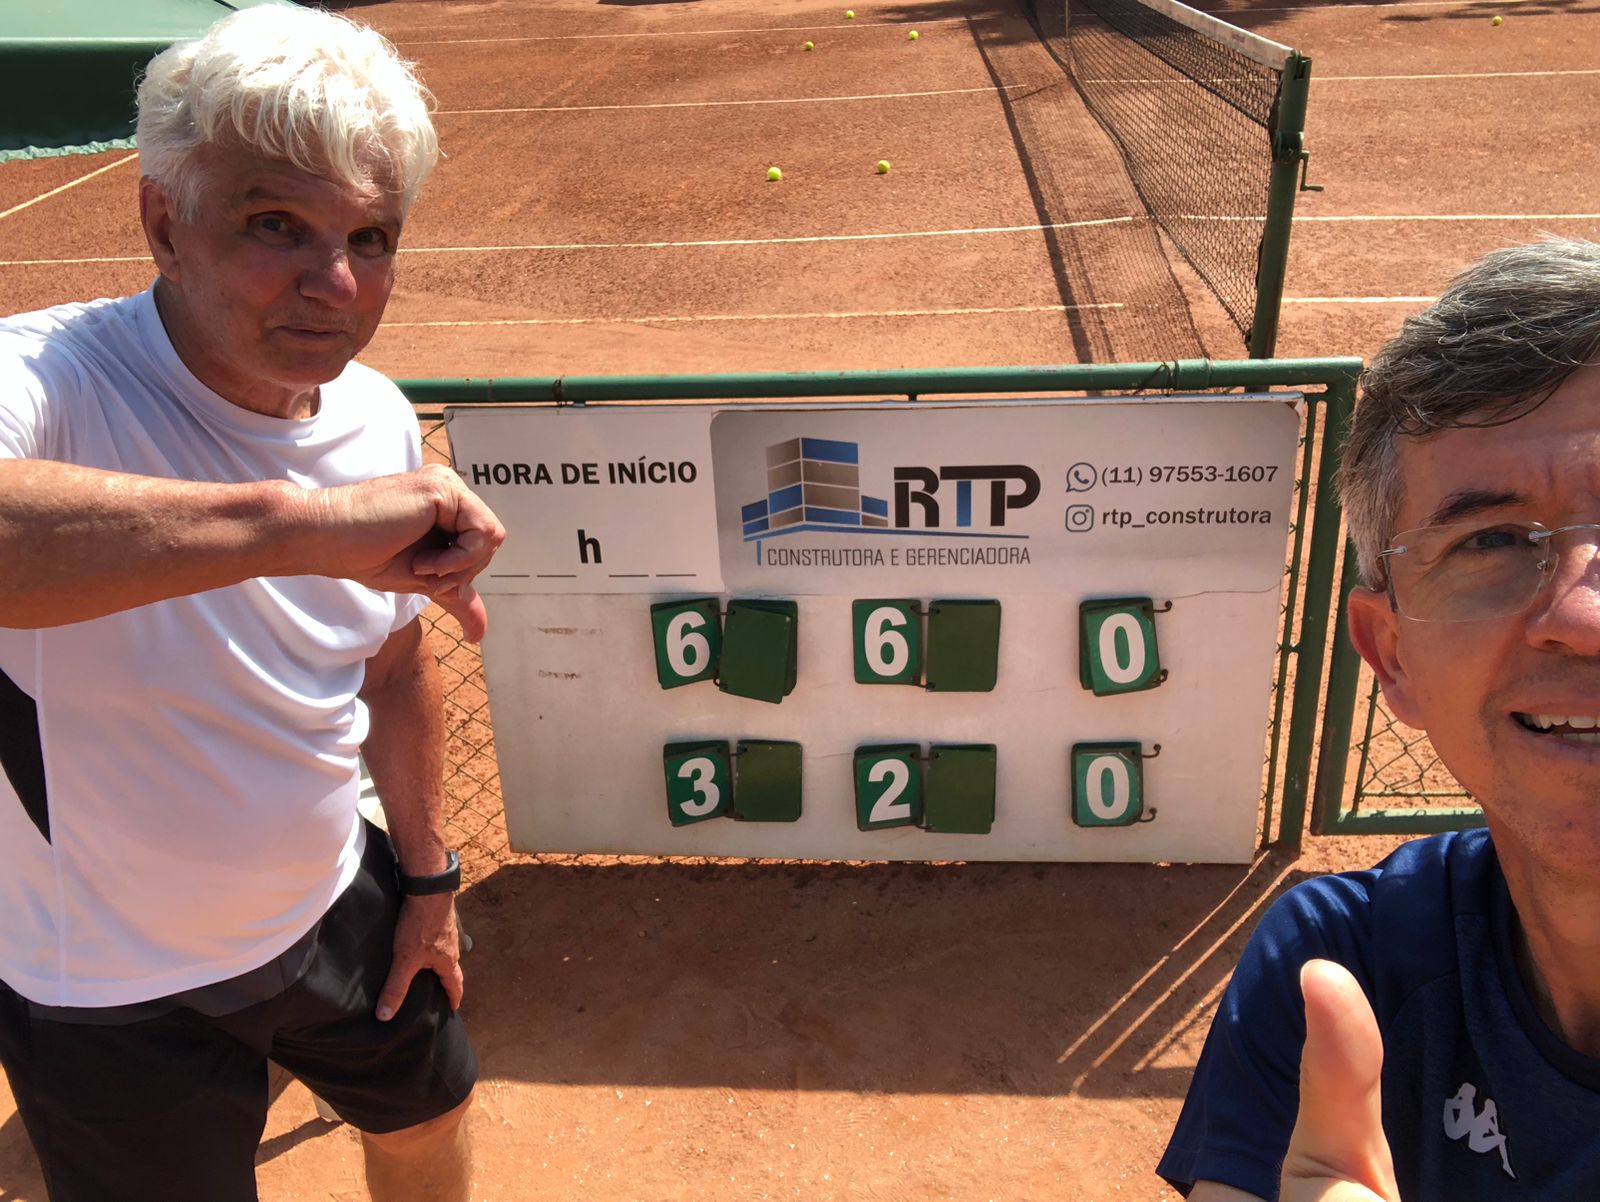 HORA DE INÍCIO
h
RTP
CONSTRUTORA E GERENCIADORA
(11) 97553-1607
rtp_construtora
6 6 0
3 2 0